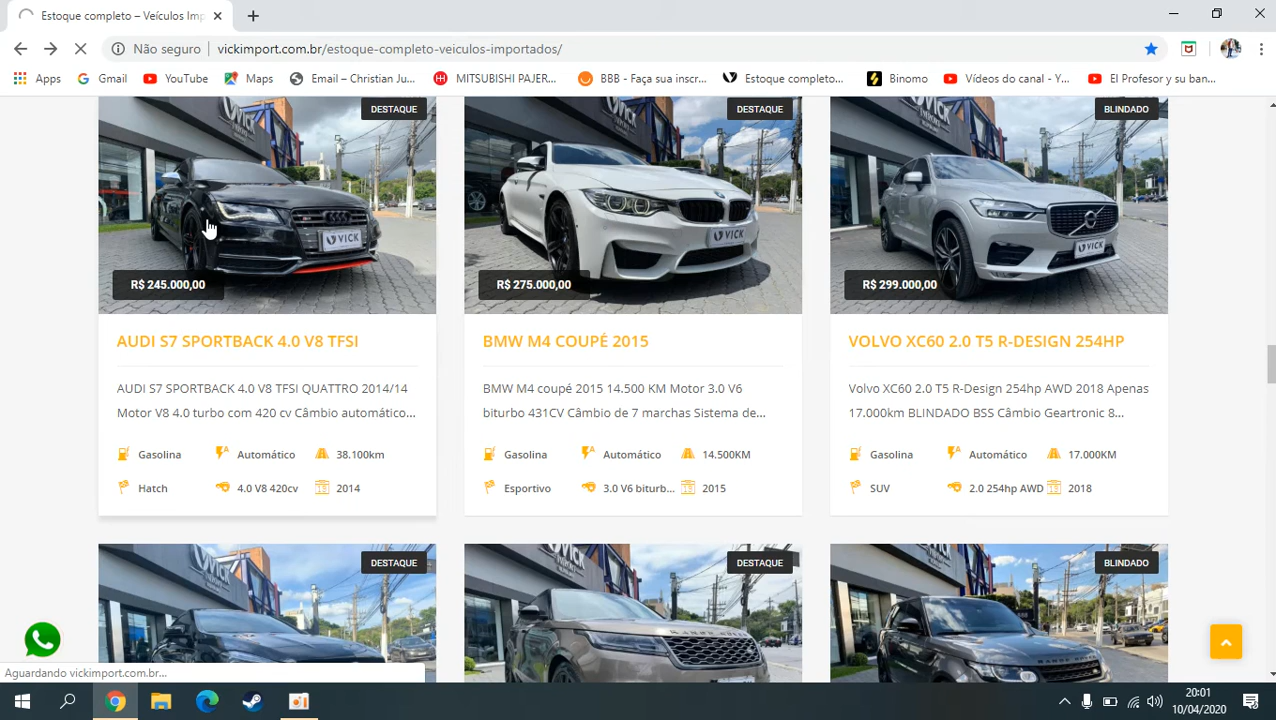 Estoque completo – Veículos Imp
Não seguro | vickimport.com.br/estoque-completo-veiculos-importados/
Apps Gmail YouTube Maps Email – Christian Ju... MITSUBISHI PAJER... BBB - Faça sua inscr... Estoque completo... Binomo Vídeos do canal - Y... El Profesor y su ban...
DESTAQUE
DESTAQUE
BLINDADO
VICK
VICK
VICK
R$ 245.000,00
R$ 275.000,00
R$ 299.000,00
AUDI S7 SPORTBACK 4.0 V8 TFSI
AUDI S7 SPORTBACK 4.0 V8 TFSI QUATTRO 2014/14
Motor V8 4.0 turbo com 420 cv Câmbio automático...
Gasolina Automático 38.100km
Hatch 4.0 V8 420cv 2014
BMW M4 COUPÉ 2015
BMW M4 coupé 2015 14.500 KM Motor 3.0 V6
biturbo 431CV Câmbio de 7 marchas Sistema de...
Gasolina Automático 14.500KM
Esportivo 3.0 V6 biturb... 2015
VOLVO XC60 2.0 T5 R-DESIGN 254HP
Volvo XC60 2.0 T5 R-Design 254hp AWD 2018 Apenas
17.000km BLINDADO BSS Câmbio Geartronic 8...
Gasolina Automático 17.000KM
SUV 2.0 254hp AWD 2018
DESTAQUE
DESTAQUE
BLINDADO
Aguardando vickimport.com.br...
20:01
10/04/2020